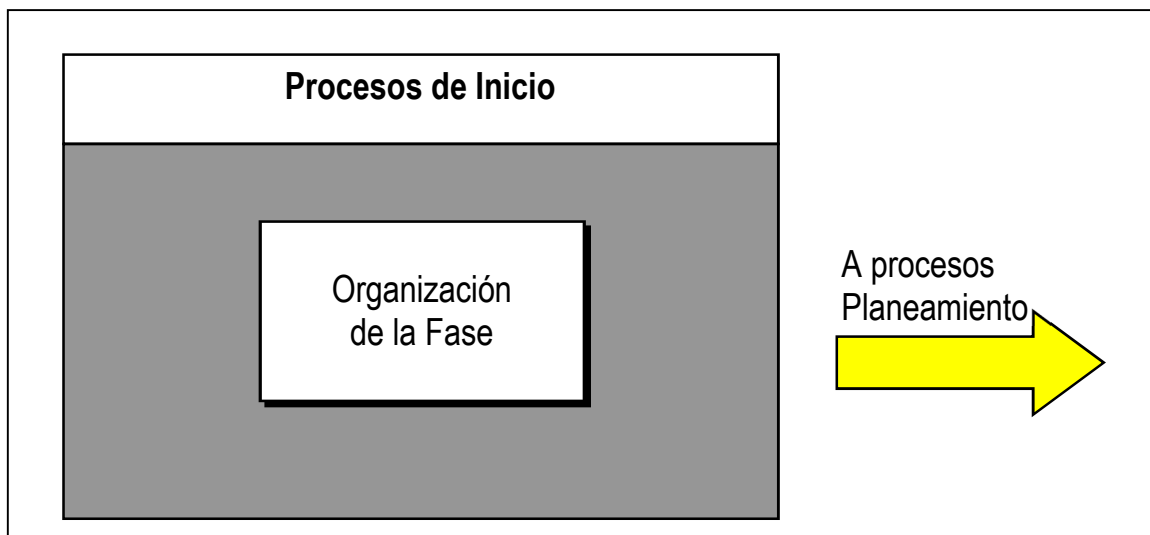 Procesos de Inicio
Organización
de la Fase
A procesos
Planeamiento